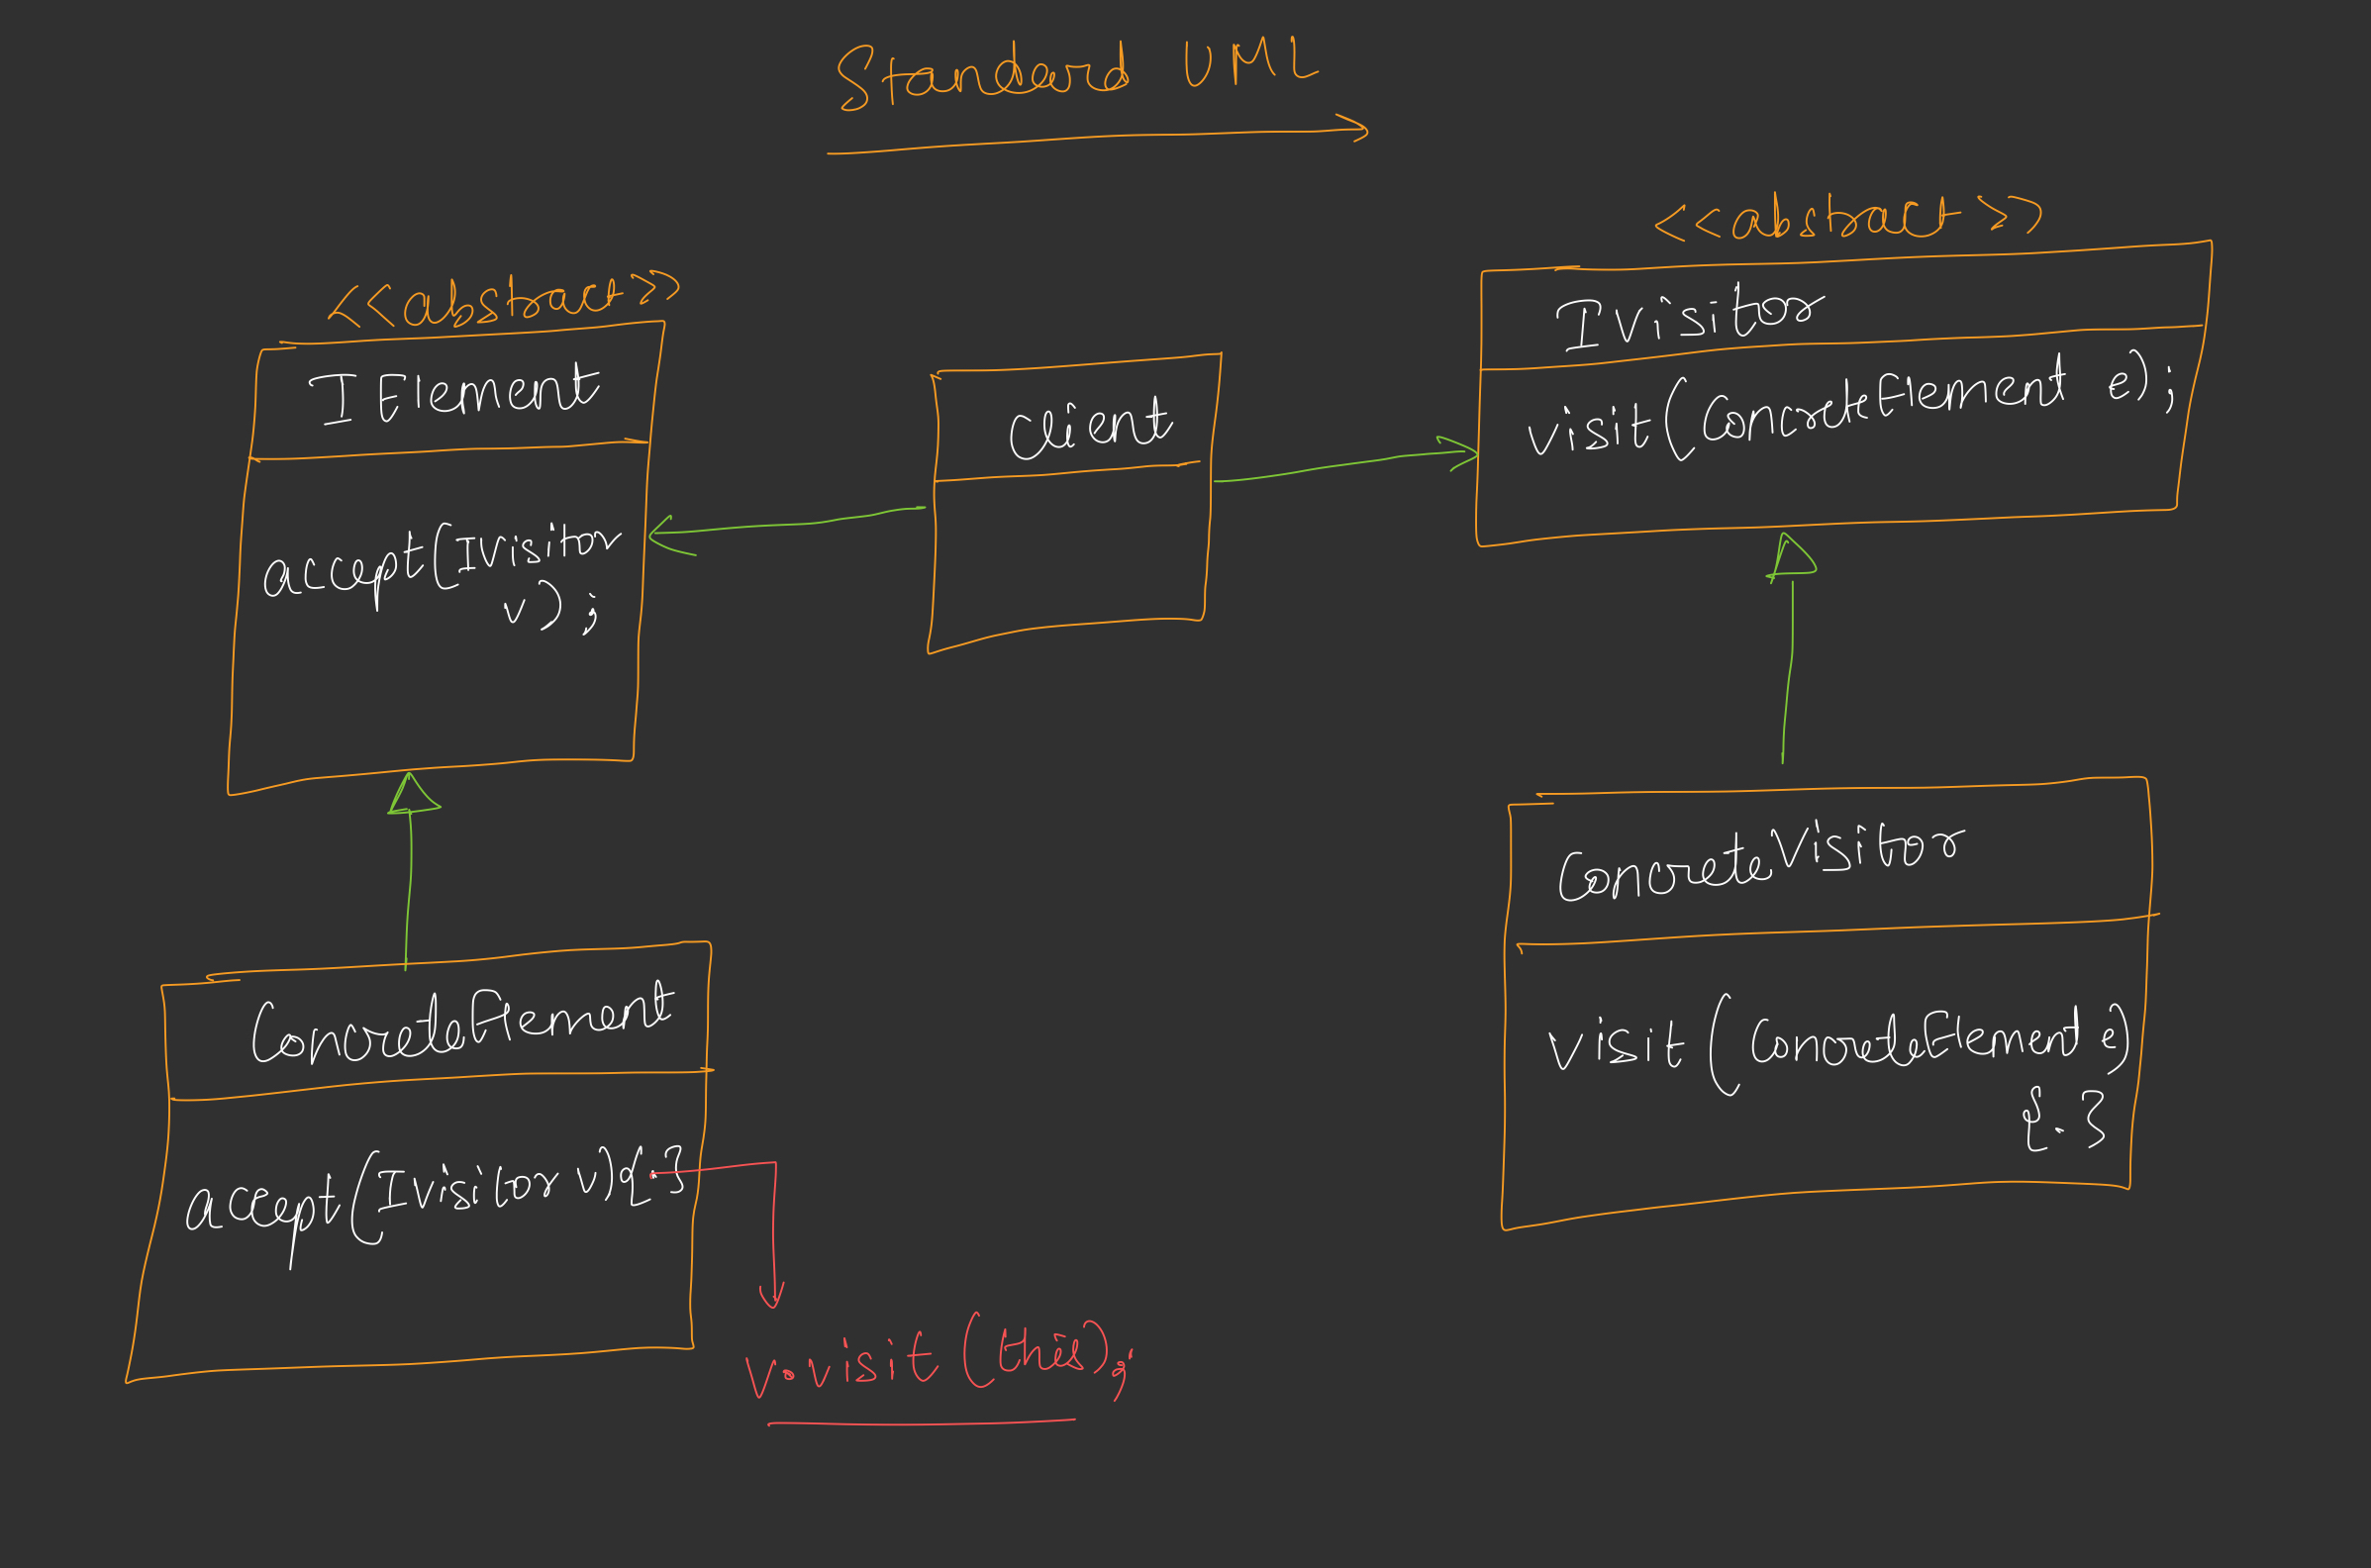 Standard UML
<<abstract>>
IElement
accept(IVisitor
v);
Client
<<abstract>>
IVisitor
visit(ConcreteElement e);
ConcreteElement
accept(IVisitor v){.}
v.visit(this);
ConcreteVisitor
visit(ConcreteElement e)
{.}